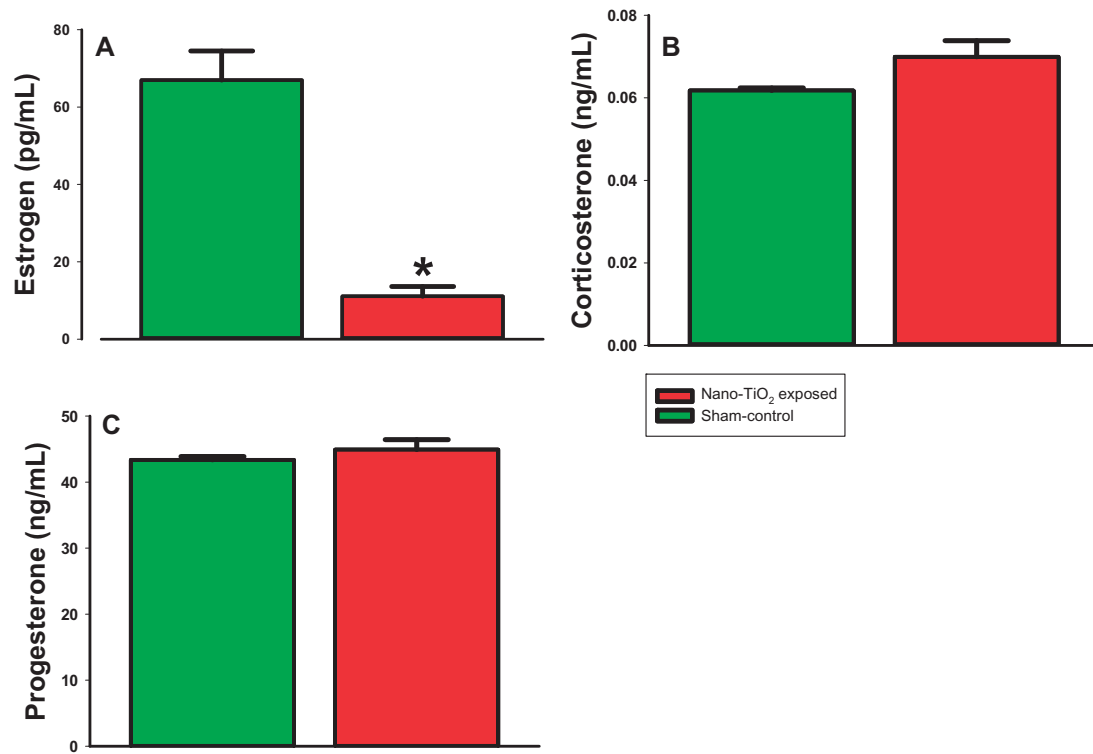 A
Estrogen (pg/mL)
80
60
40
20
0
*
B
Corticosterone (ng/mL)
0.08
0.06
0.04
0.02
0.00
Nano-TiO₂ exposed
Sham-control
C
Progesterone (ng/mL)
50
40
30
20
10
0